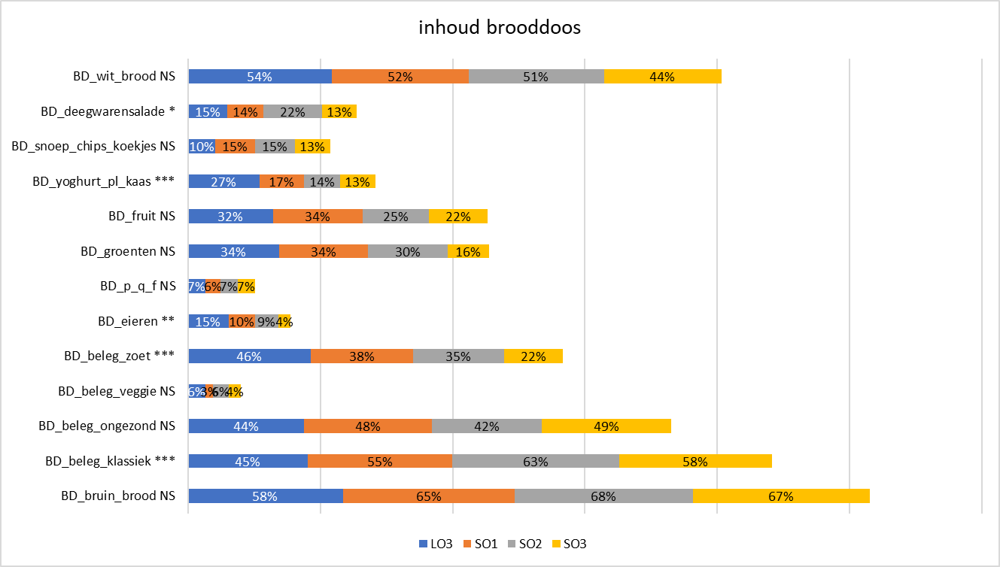 inhoud brooddoos
BD_wit_brood NS 54% 52% 51% 44%
BD_deegwarensalade * 15% 14% 22% 13%
BD_snoep_chips_koekjes NS 10% 15% 15% 13%
BD_yoghurt_pl_kaas *** 27% 17% 14% 13%
BD_fruit NS 32% 34% 25% 22%
BD_groenten NS 34% 34% 30% 16%
BD_p_q_f NS 7% 6% 7% 7%
BD_eieren ** 15% 10% 9% 4%
BD_beleg_zoet *** 46% 38% 35% 22%
BD_beleg_veggie NS 6% 3% 6% 4%
BD_beleg_ongezond NS 44% 48% 42% 49%
BD_beleg_klassiek *** 45% 55% 63% 58%
BD_bruin_brood NS 58% 65% 68% 67%
LO3 SO1 SO2 SO3